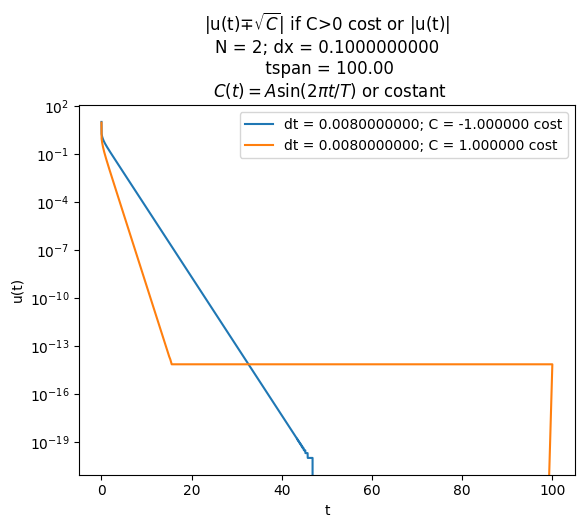 |u(t)∓√C| if C>0 cost or |u(t)|
N = 2; dx = 0.1000000000
tspan = 100.00
C(t) = A sin(2πt/T) or costant
dt = 0.0080000000; C = -1.000000 cost
dt = 0.0080000000; C = 1.000000 cost
u(t)
10²
10⁻¹
10⁻⁴
10⁻⁷
10⁻¹⁰
10⁻¹³
10⁻¹⁶
10⁻¹⁹
0 20 40 60 80 100
t